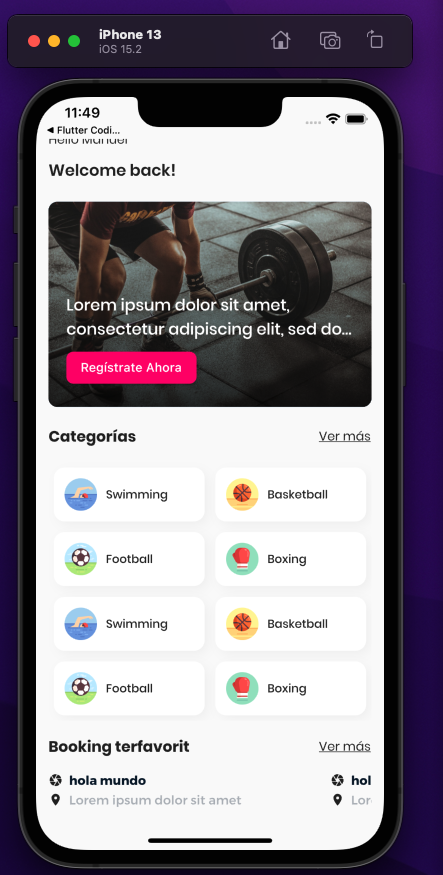 iPhone 13
iOS 15.2
11:49
Flutter Codi...
Hello Mandel
Welcome back!
Lorem ipsum dolor sit amet,
consectetur adipiscing elit, sed do...
Regístrate Ahora
Categorías
Ver más
Swimming
Basketball
Football
Boxing
Swimming
Basketball
Football
Boxing
Booking terfavorit
Ver más
hola mundo
hol
Lorem ipsum dolor sit amet
Lor